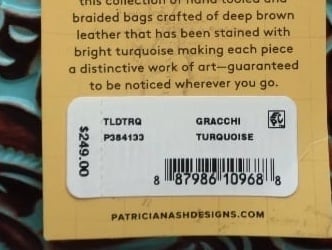 this collection of hand tooled and
braided bags crafted of deep brown
leather that has been stained with
bright turquoise making each piece
a distinctive work of art—guaranteed
to be noticed wherever you go.
$249.00
TLDTRQ GRACCHI
P384133 TURQUOISE
8 87986 10968 8
PATRICIANASHDESIGNS.COM